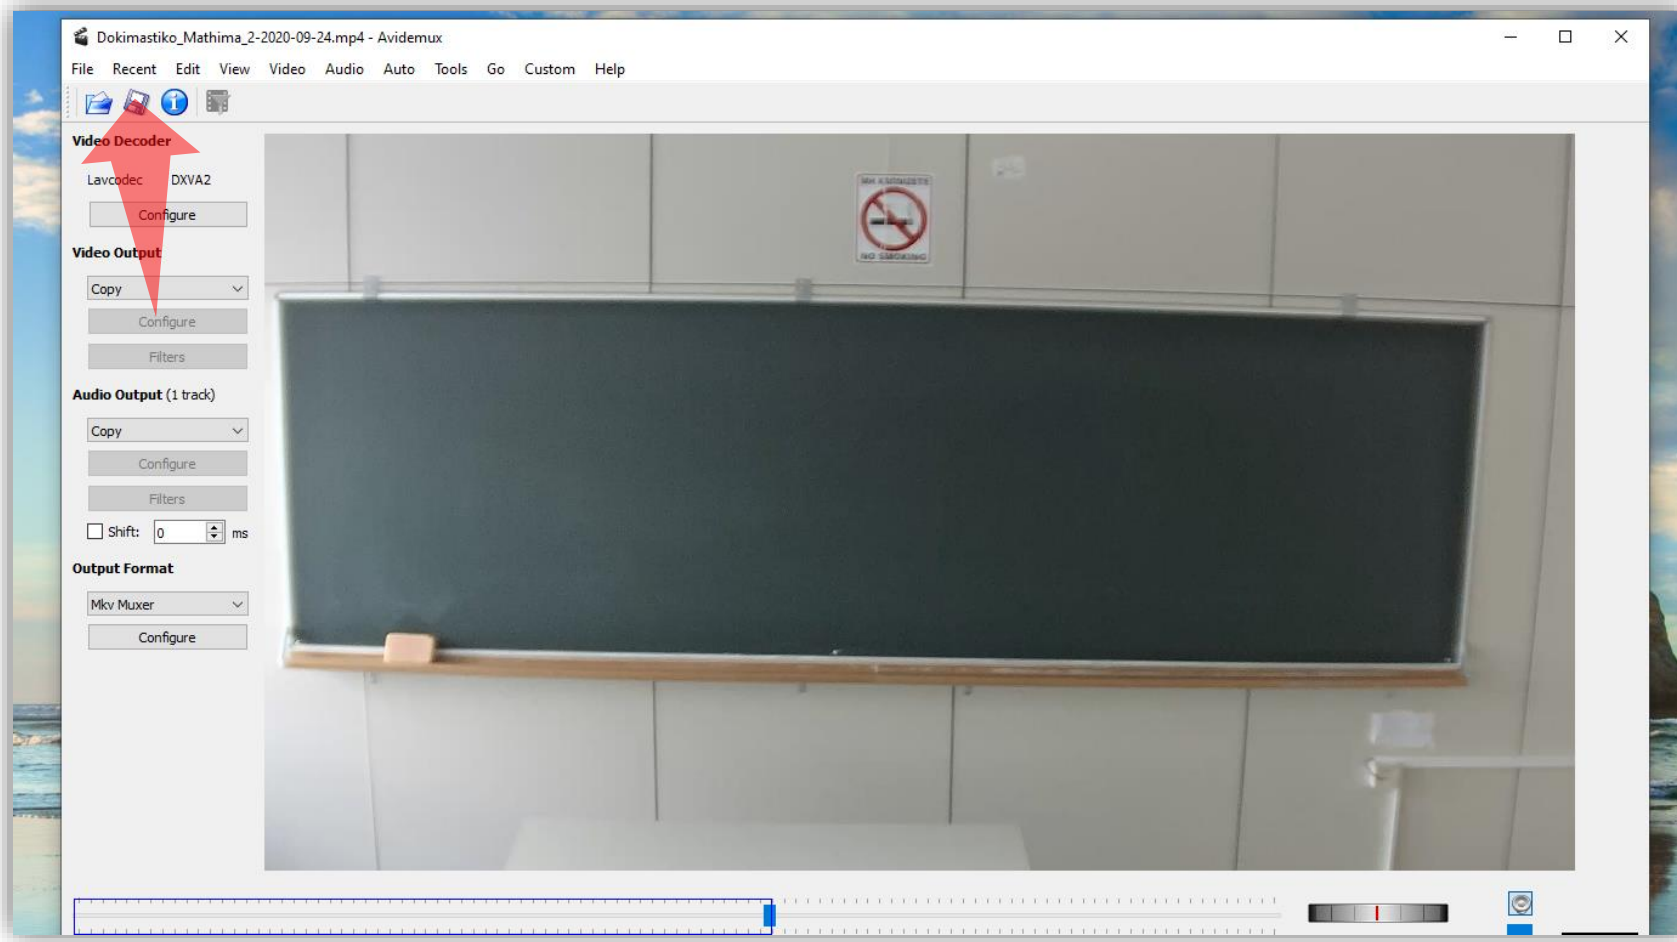 Dokimastiko_Mathima_2-2020-09-24.mp4 - Avidemux
File Recent Edit View Video Audio Auto Tools Go Custom Help
Video Decoder
Lavcodec DXVA2
Configure
Video Output
Copy
Configure
Filters
Audio Output (1 track)
Copy
Configure
Filters
Shift: 0 ms
Output Format
Mkv Muxer
Configure
ΜΗ ΚΑΠΝΙΖΕΤΕ
NO SMOKING